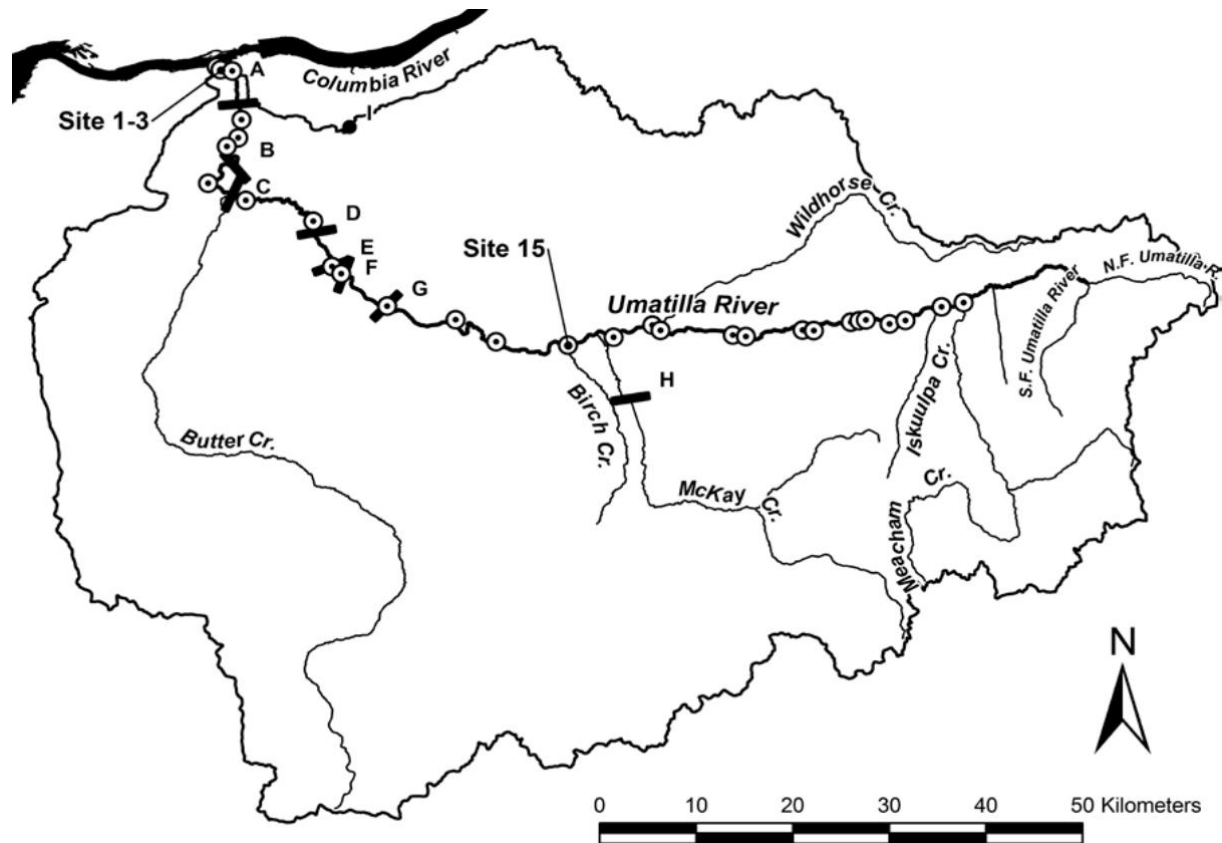 Columbia River
A
I
Site 1-3
B
C
D
E
F
G
Site 15
Umatilla River
Wildhorse Cr.
N.F. Umatilla R.
S.F. Umatilla River
H
Birch Cr.
Iskuulpa Cr.
Butter Cr.
McKay Cr.
Meacham Cr.
N
0 10 20 30 40 50 Kilometers